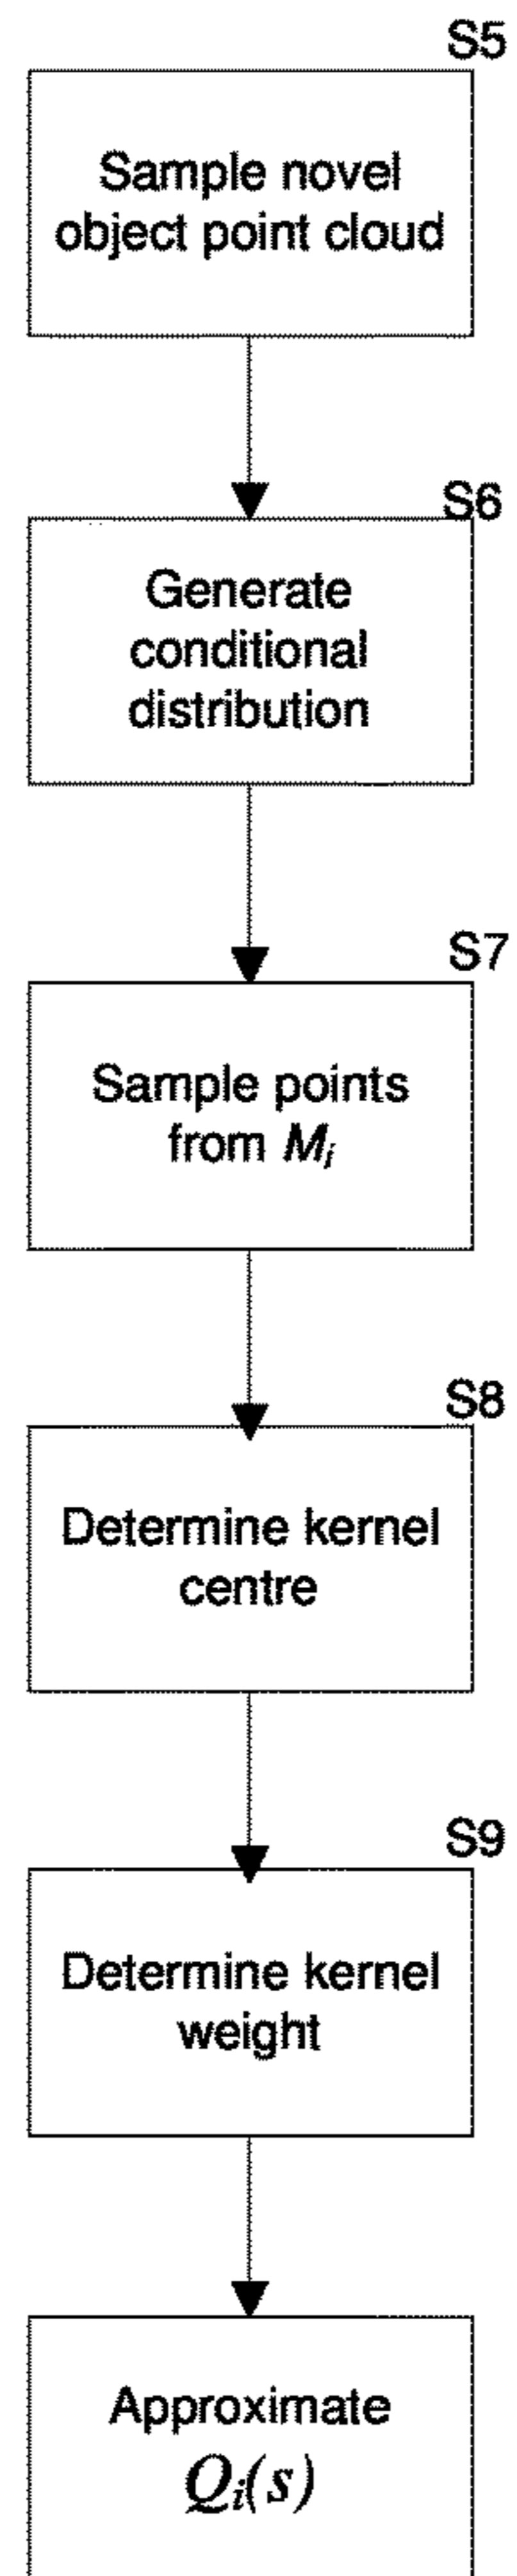 S5
Sample novel
object point cloud
S6
Generate
conditional
distribution
S7
Sample points
from Mᵢ
S8
Determine kernel
centre
S9
Determine kernel
weight
Approximate
Qᵢ(s)